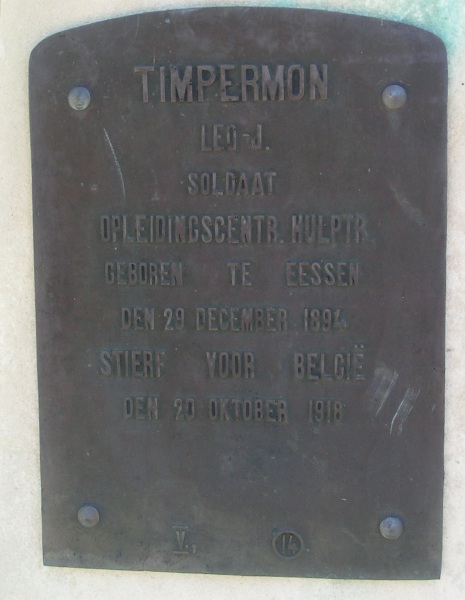 TIMPERMON
LEO-J.
SOLDAAT
OPLEIDINGSCENTR. HULPTR.
GEBOREN TE EESSEN
DEN 29 DECEMBER 1894
STIERF VOOR BELGIË
DEN 20 OKTOBER 1918
V., 14